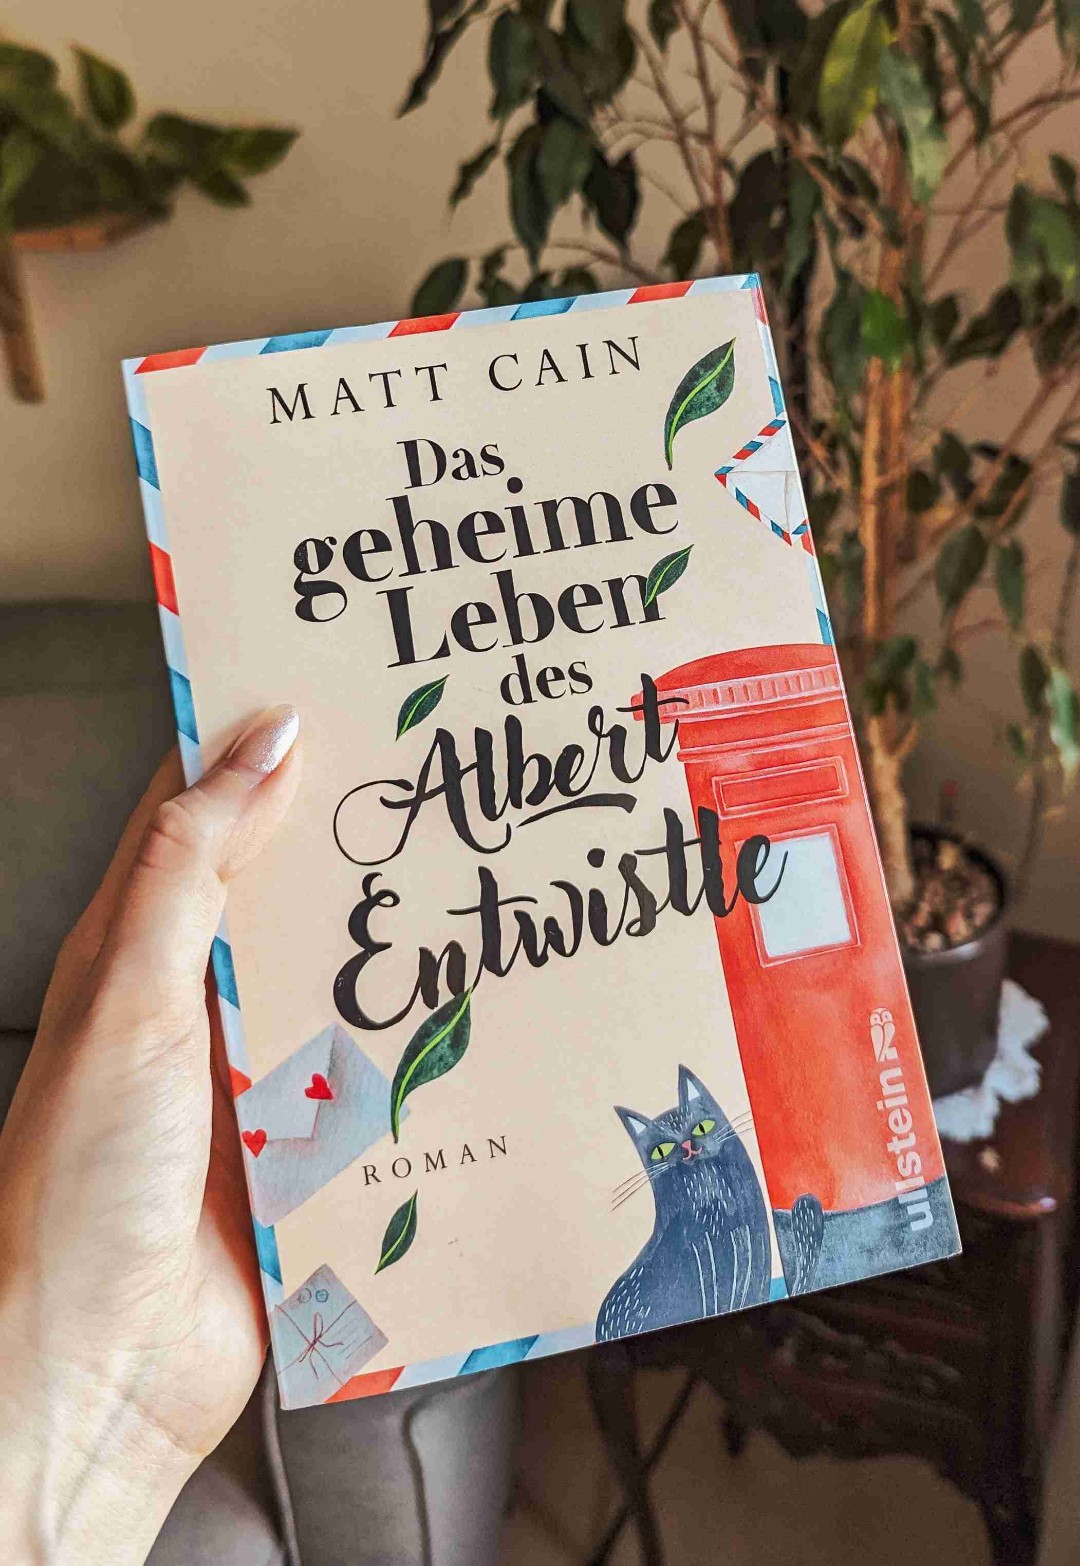 MATT CAIN
Das
geheime
Leben
des
Albert
Entwistle
ROMAN
ullstein